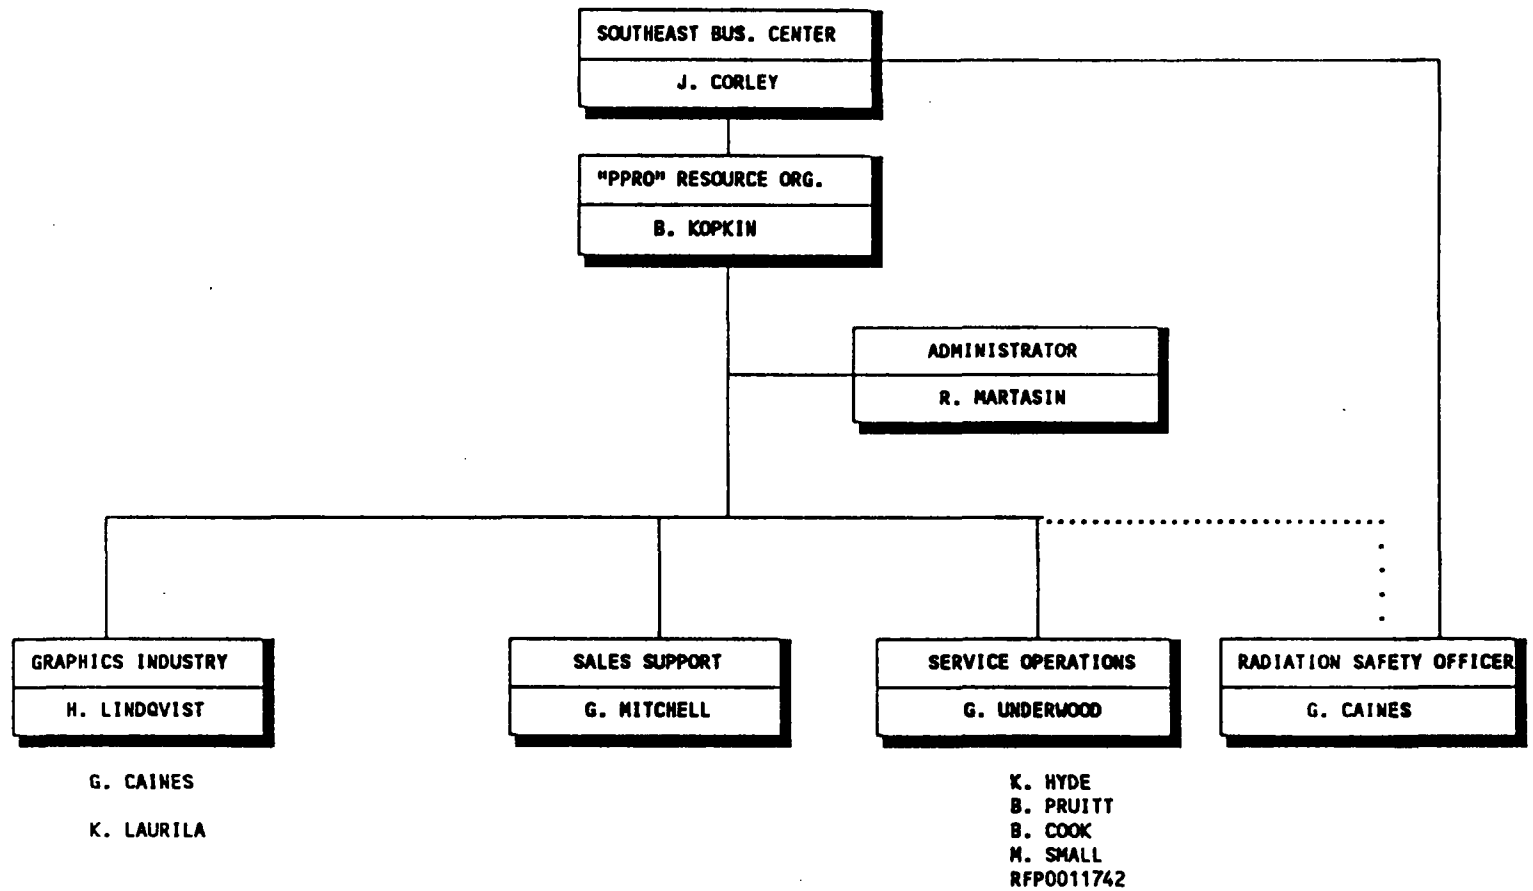 SOUTHEAST BUS. CENTER
J. CORLEY
"PPRO" RESOURCE ORG.
B. KOPKIN
ADMINISTRATOR
R. MARTASIN
GRAPHICS INDUSTRY
H. LINDQVIST
G. CAINES
K. LAURILA
SALES SUPPORT
G. MITCHELL
SERVICE OPERATIONS
G. UNDERWOOD
K. HYDE
B. PRUITT
B. COOK
M. SMALL
RFP0011742
RADIATION SAFETY OFFICER
G. CAINES